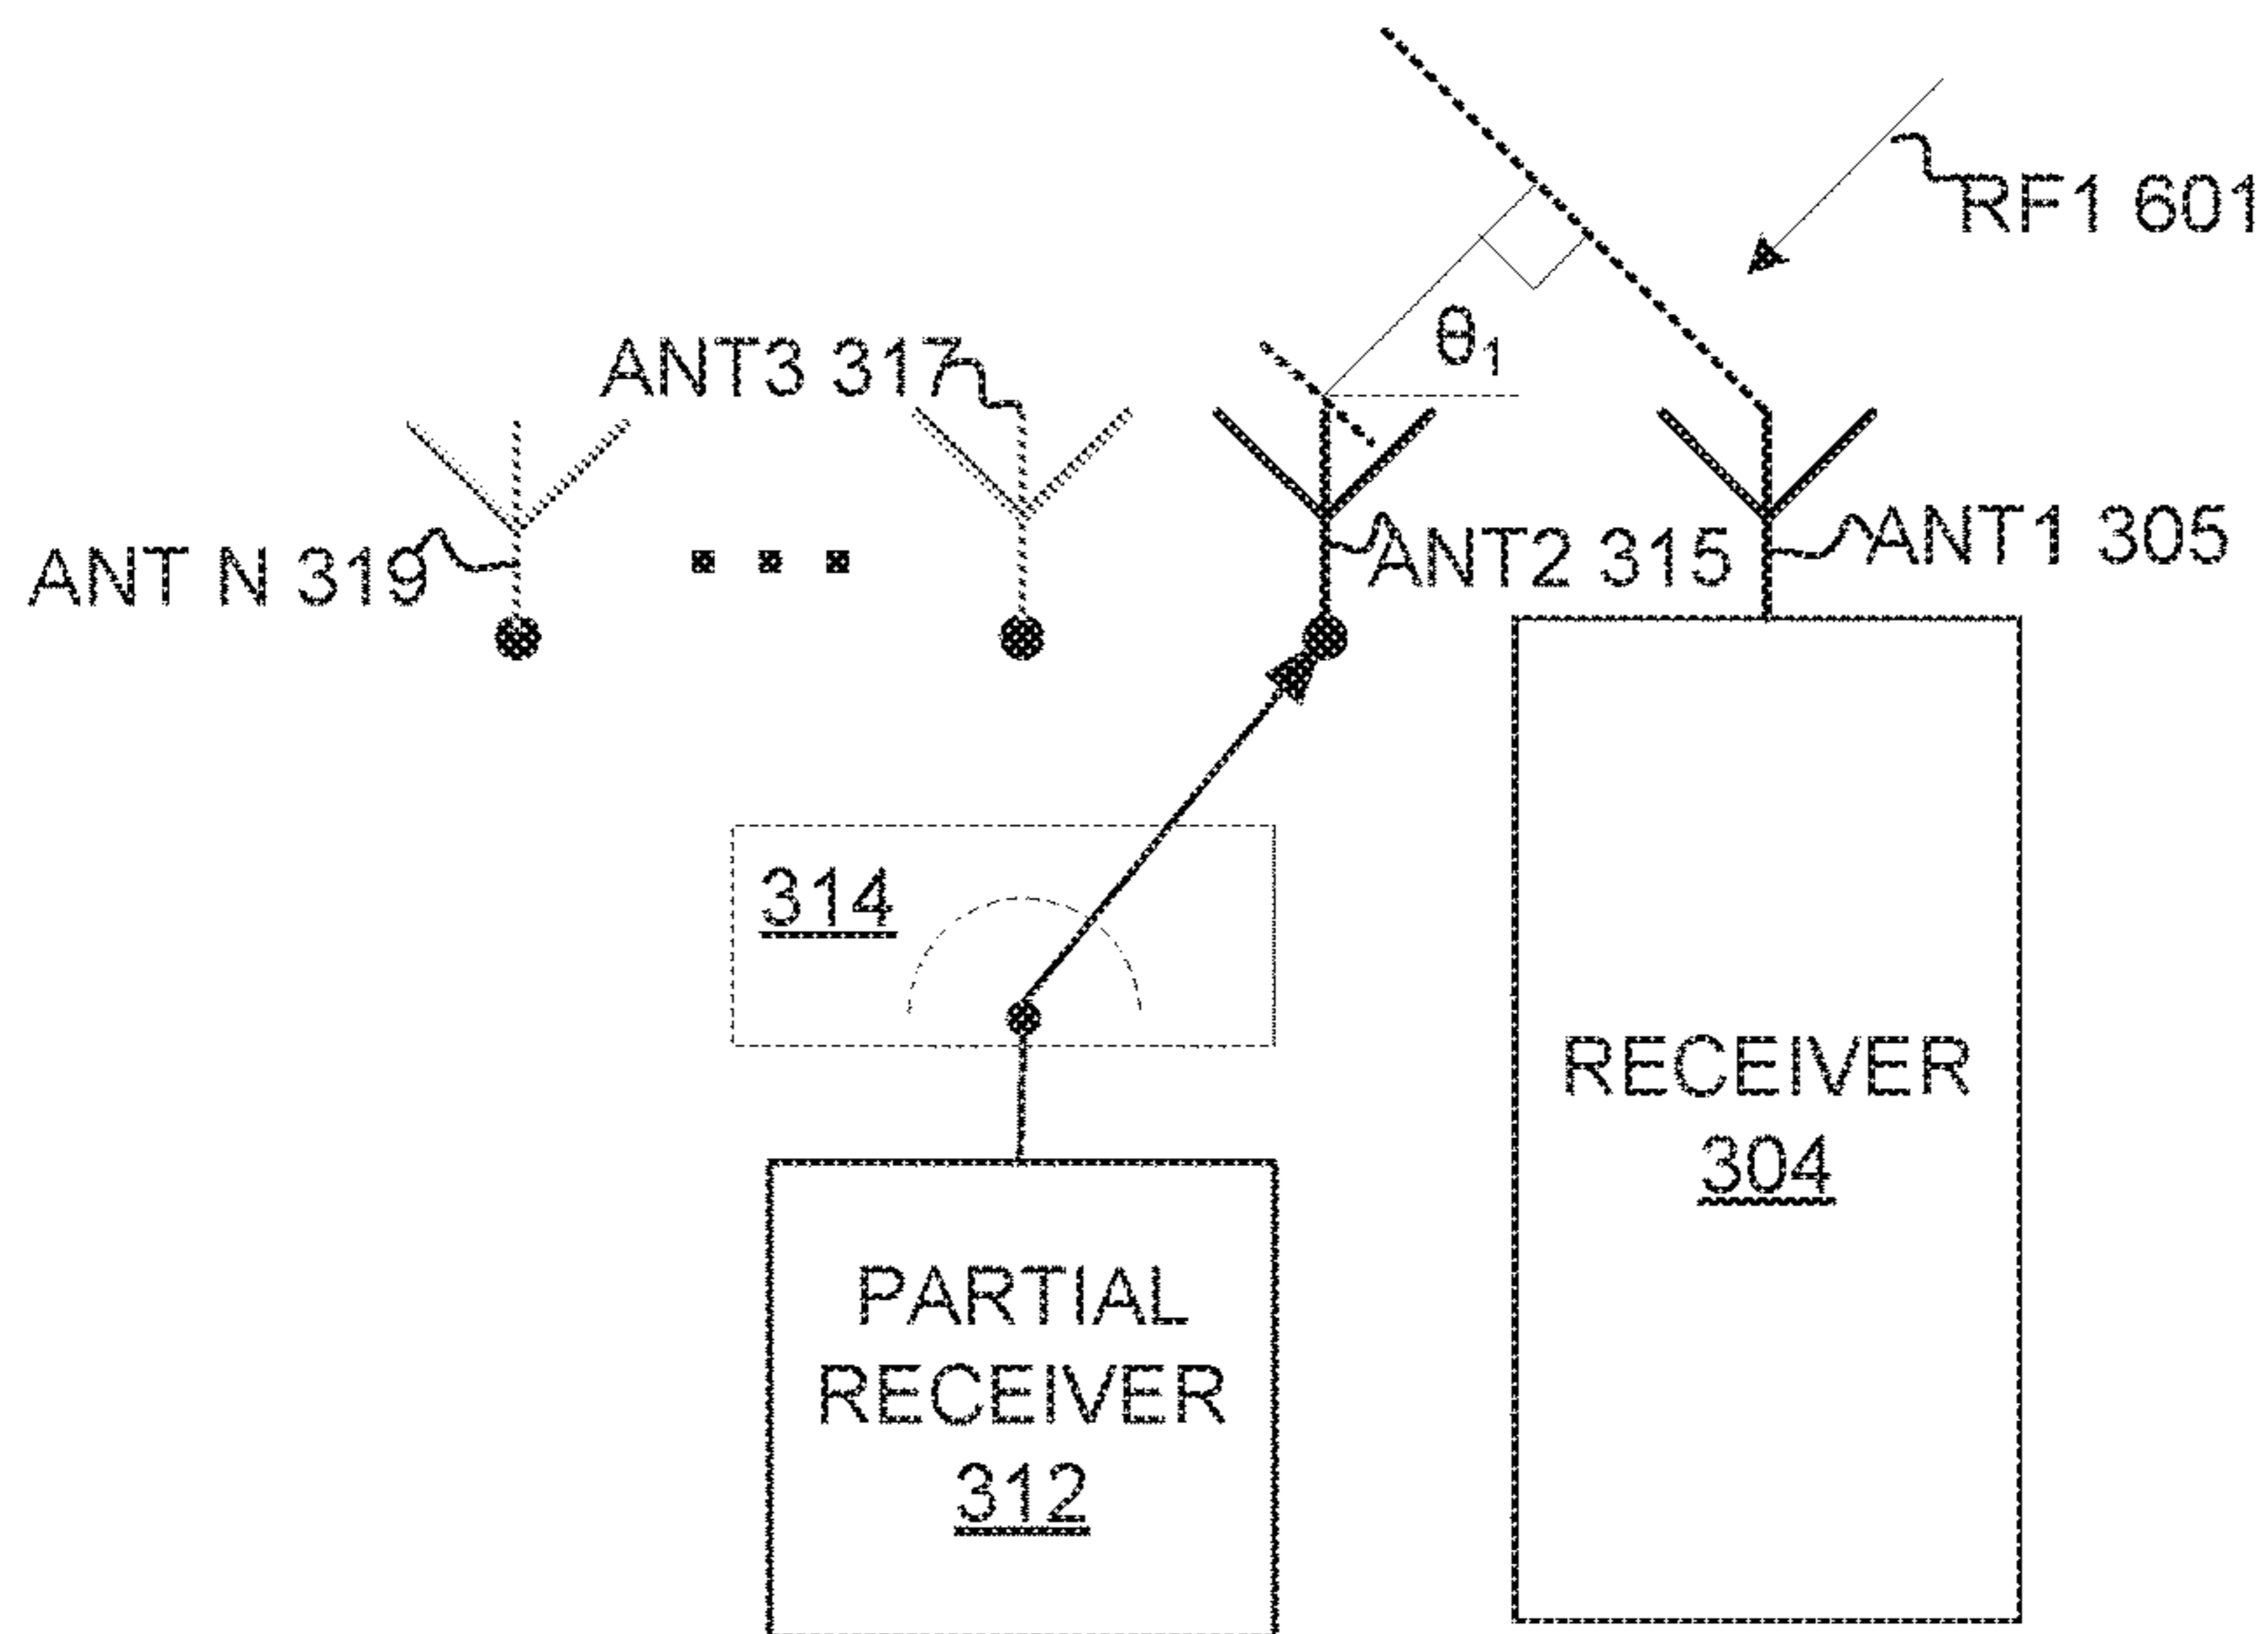 RF1 601
θ1
ANT3 317
ANT N 319
ANT2 315
ANT1 305
314
RECEIVER
304
PARTIAL
RECEIVER
312